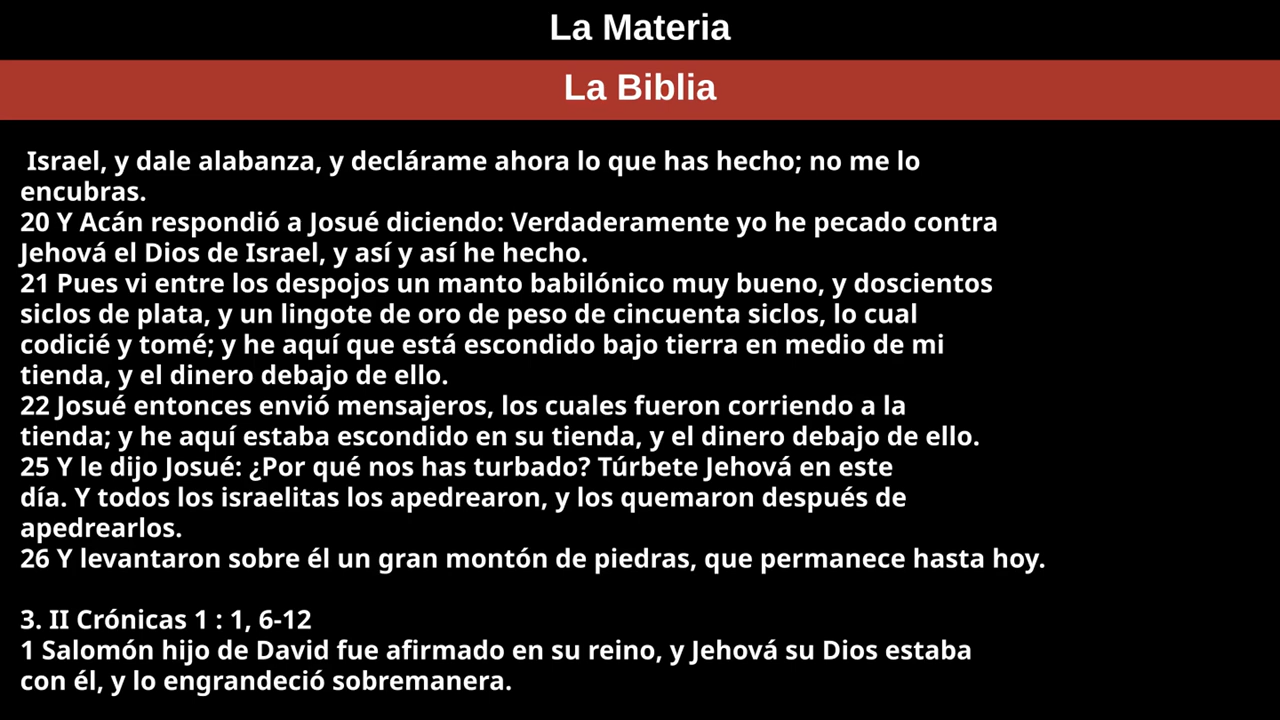 La Materia
La Biblia
Israel, y dale alabanza, y declárame ahora lo que has hecho; no me lo
encubras.
20 Y Acán respondió a Josué diciendo: Verdaderamente yo he pecado contra
Jehová el Dios de Israel, y así y así he hecho.
21 Pues vi entre los despojos un manto babilónico muy bueno, y doscientos
siclos de plata, y un lingote de oro de peso de cincuenta siclos, lo cual
codicié y tomé; y he aquí que está escondido bajo tierra en medio de mi
tienda, y el dinero debajo de ello.
22 Josué entonces envió mensajeros, los cuales fueron corriendo a la
tienda; y he aquí estaba escondido en su tienda, y el dinero debajo de ello.
25 Y le dijo Josué: ¿Por qué nos has turbado? Túrbete Jehová en este
día. Y todos los israelitas los apedrearon, y los quemaron después de
apedrearlos.
26 Y levantaron sobre él un gran montón de piedras, que permanece hasta hoy.
3. II Crónicas 1 : 1, 6-12
1 Salomón hijo de David fue afirmado en su reino, y Jehová su Dios estaba
con él, y lo engrandeció sobremanera.